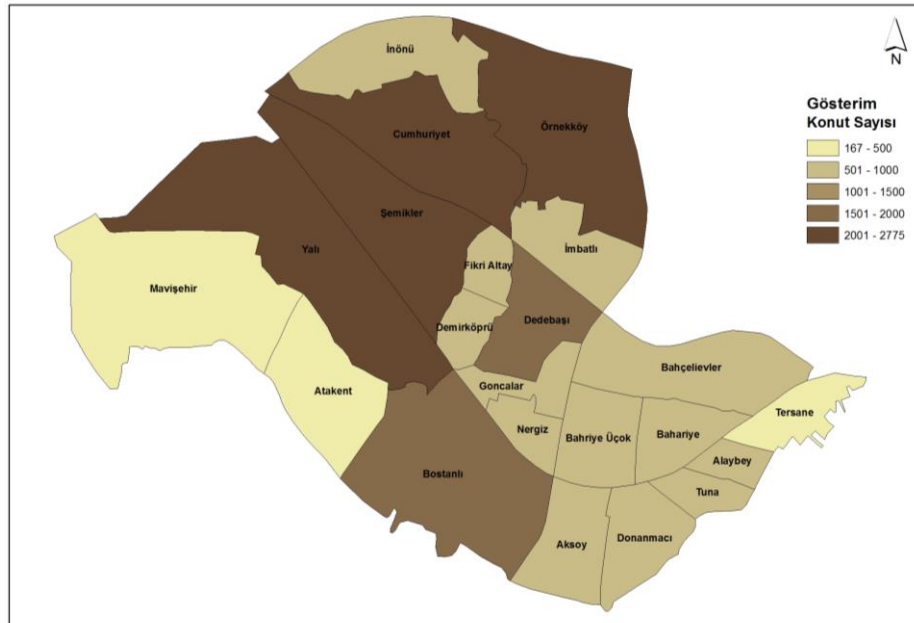 N
İnönü
Cumhuriyet
Örnekköy
Gösterim
Konut Sayısı
167 - 500
501 - 1000
1001 - 1500
1501 - 2000
2001 - 2775
Şemikler
Yalı
İmbatlı
Fikri Altay
Mavişehir
Dedebaşı
Demirköprü
Bahçelievler
Goncalar
Atakent
Tersane
Nergiz
Bahriye Üçok
Bahariye
Alaybey
Bostanlı
Tuna
Aksoy
Donanmacı